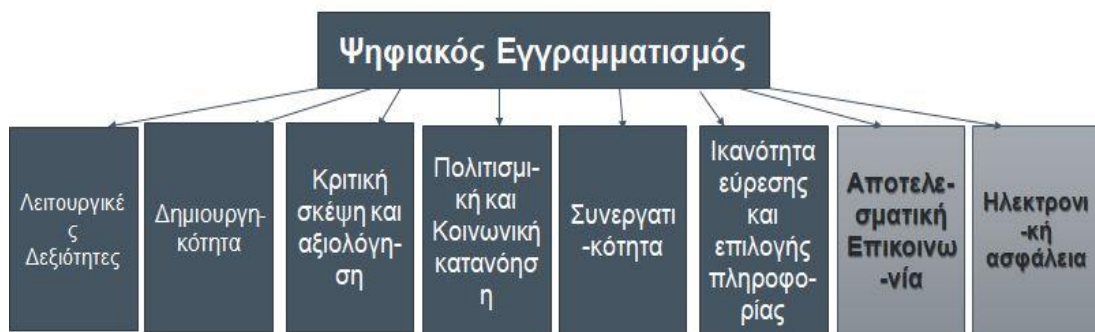 Ψηφιακός Εγγραμματισμός
Λειτουργικέ
ς
Δεξιότητες
Δημιουργη-
κότητα
Κριτική
σκέψη και
αξιολόγη-
ση
Πολιτισμι-
κή και
Κοινωνική
κατανόησ
η
Συνεργατι
-κότητα
Ικανότητα
εύρεσης
και
επιλογής
πληροφο-
ρίας
Αποτελε-
σματική
Επικοινω
-νία
Ηλεκτρονι
-κή
ασφάλεια